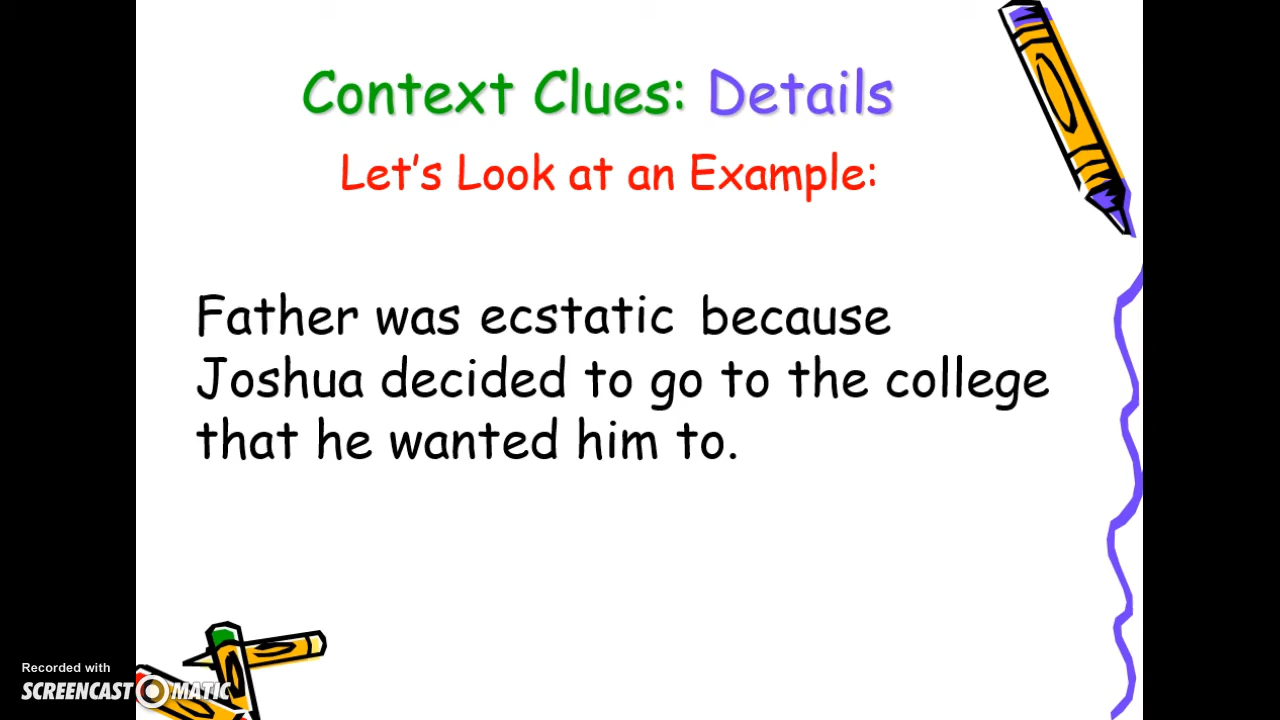 Context Clues: Details
Let's Look at an Example:
Father was ecstatic because
Joshua decided to go to the college
that he wanted him to.
Recorded with
SCREENCAST O MATIC